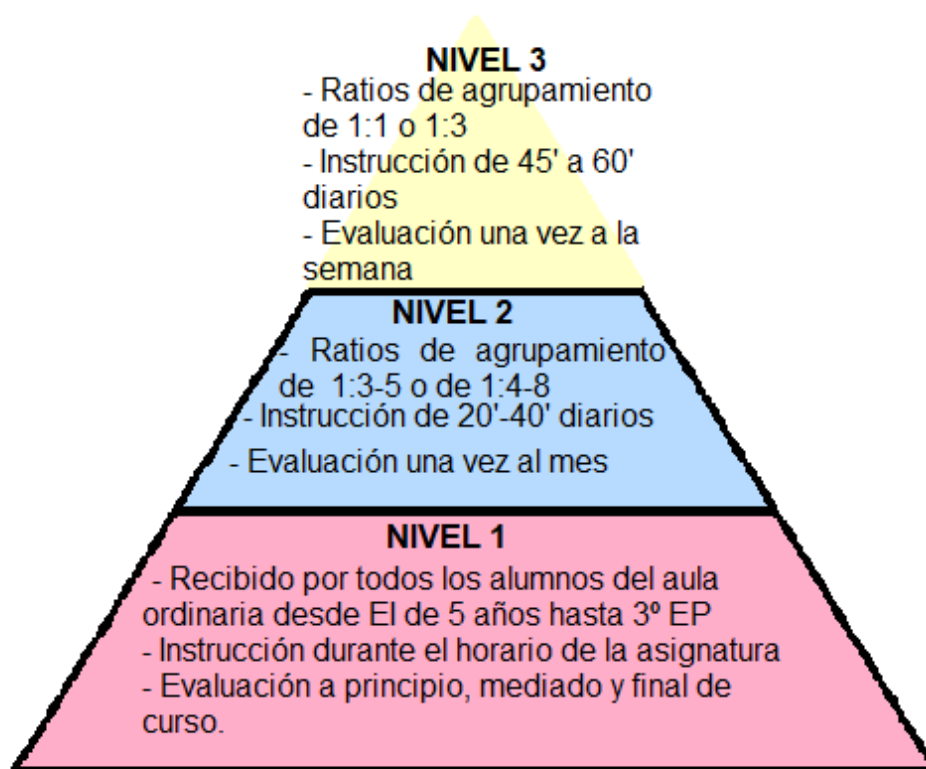 NIVEL 3
- Ratios de agrupamiento
de 1:1 o 1:3
- Instrucción de 45' a 60'
diarios
- Evaluación una vez a la
semana
NIVEL 2
- Ratios de agrupamiento
de 1:3-5 o de 1:4-8
- Instrucción de 20'-40' diarios
- Evaluación una vez al mes
NIVEL 1
- Recibido por todos los alumnos del aula
ordinaria desde EI de 5 años hasta 3º EP
- Instrucción durante el horario de la asignatura
- Evaluación a principio, mediado y final de
curso.